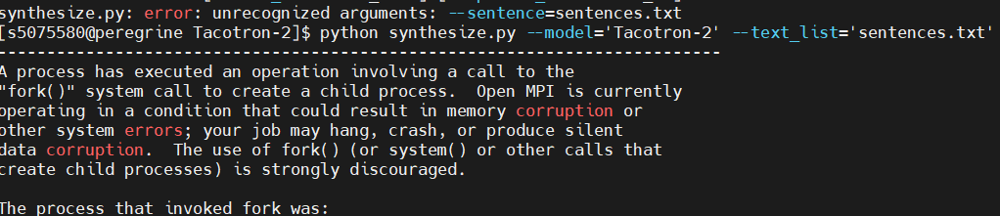 synthesize.py: error: unrecognized arguments: --sentence=sentences.txt
[s5075580@peregrine Tacotron-2]$ python synthesize.py --model='Tacotron-2' --text_list='sentences.txt'
--------------------------------------------------------------------------
A process has executed an operation involving a call to the
"fork()" system call to create a child process.  Open MPI is currently
operating in a condition that could result in memory corruption or
other system errors; your job may hang, crash, or produce silent
data corruption.  The use of fork() (or system() or other calls that
create child processes) is strongly discouraged.

The process that invoked fork was: